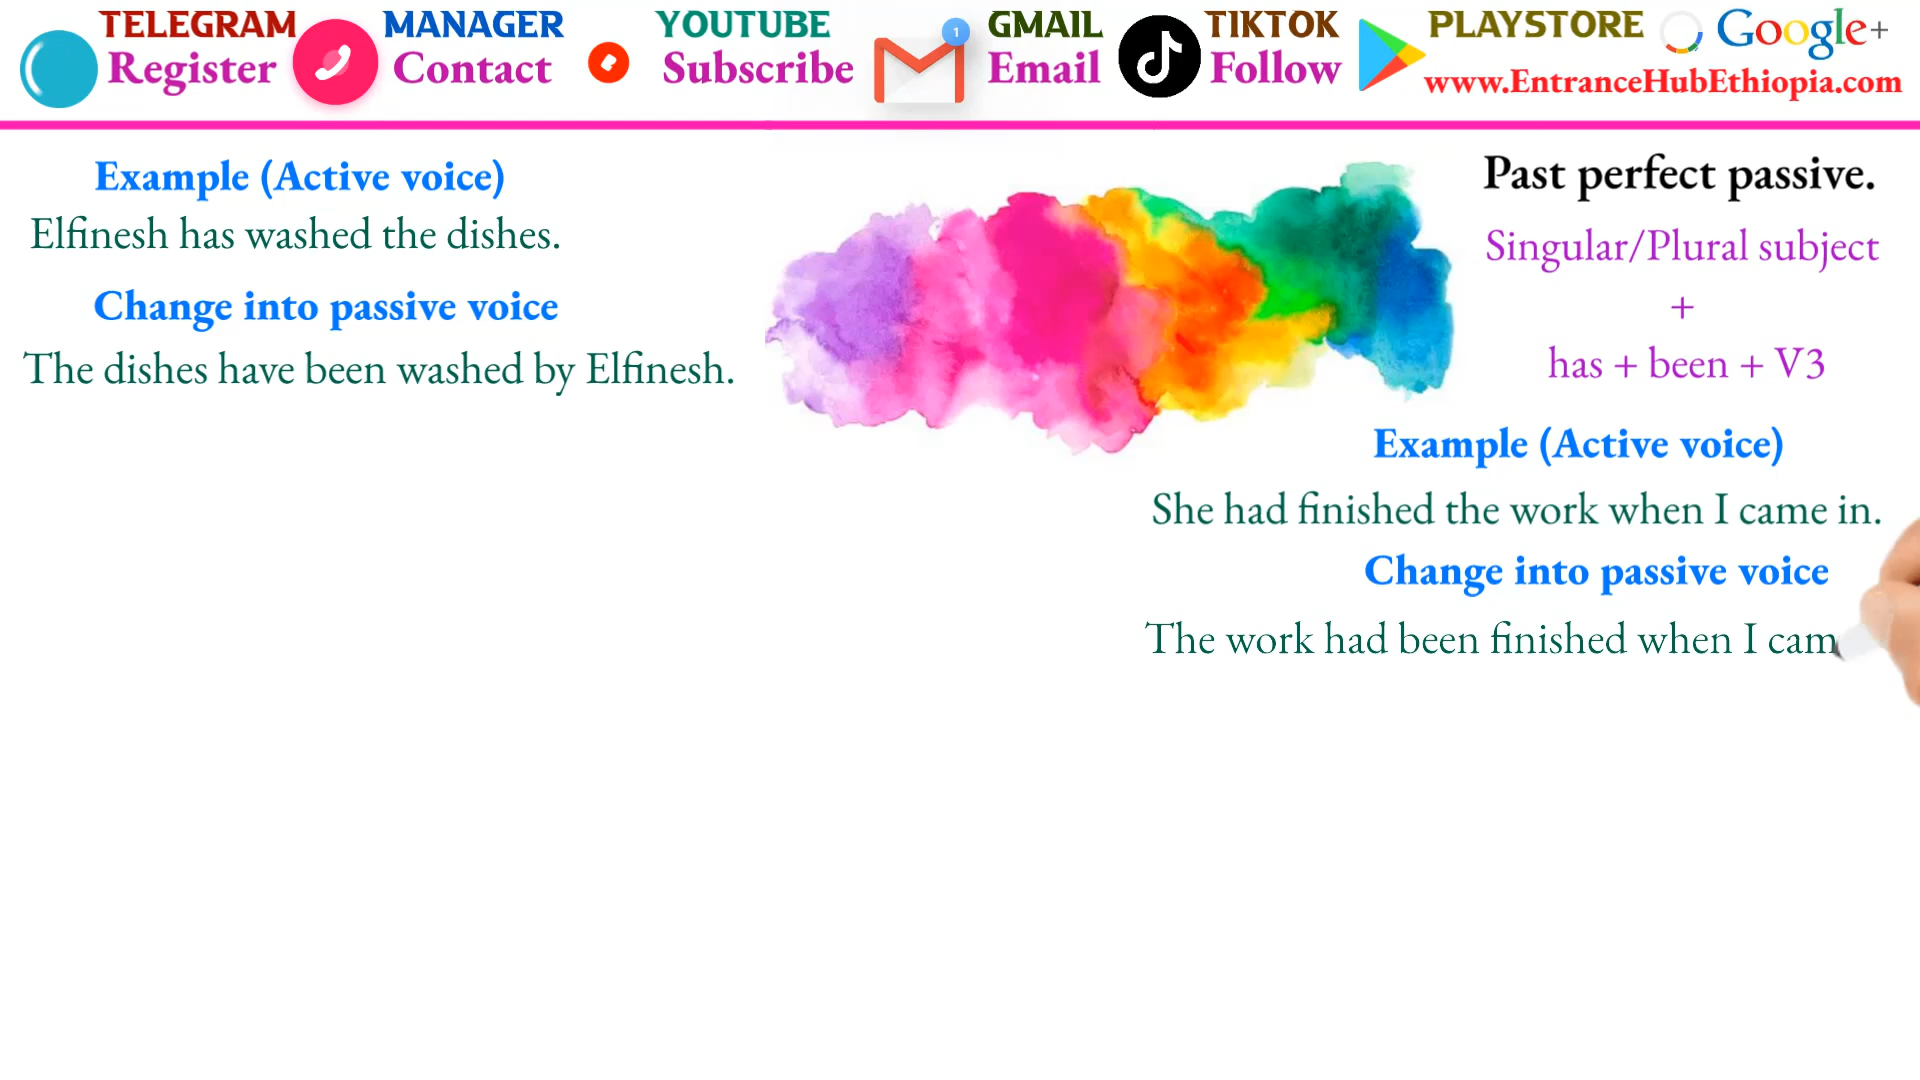 TELEGRAM
Register
MANAGER
Contact
YOUTUBE
Subscribe
1
GMAIL
Email
TIKTOK
Follow
PLAYSTORE
Google+
www.EntranceHubEthiopia.com
Example (Active voice)
Elfinesh has washed the dishes.
Change into passive voice
The dishes have been washed by Elfinesh.
Past perfect passive.
Singular/Plural subject
+
has + been + V3
Example (Active voice)
She had finished the work when I came in.
Change into passive voice
The work had been finished when I cam